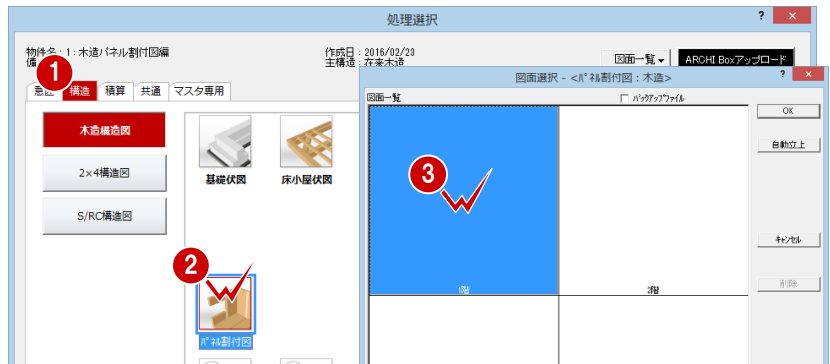 処理選択
? ×
物件名:1:木造パネル割付図編
作成日:2016/02/23
備
主構造:在来木造
図面一覧▼
ARCHI Boxアップロード
1
構造
積算
共通
マスタ専用
木造構造図
2×4構造図
S/RC構造図
基礎伏図
床小屋伏図
2
パネル割付図
図面選択 - <パネル割付図:木造>
? ×
図面一覧
バックアップファイル
OK
自動立上
3
キャンセル
削除
1階
2階